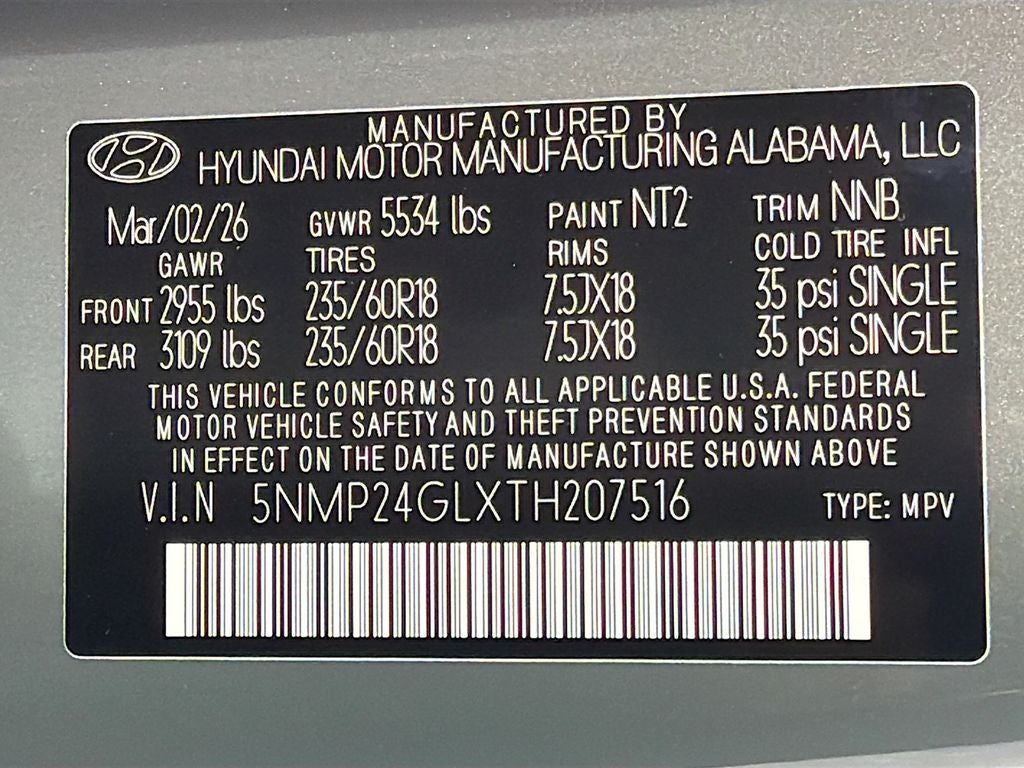 MANUFACTURED BY
HYUNDAI MOTOR MANUFACTURING ALABAMA, LLC
Mar/02/26 GVWR 5534 lbs PAINT NT2 TRIM NNB
GAWR TIRES RIMS COLD TIRE INFL
FRONT 2955 lbs 235/60R18 7.5JX18 35 psi SINGLE
REAR 3109 lbs 235/60R18 7.5JX18 35 psi SINGLE
THIS VEHICLE CONFORMS TO ALL APPLICABLE U.S.A. FEDERAL
MOTOR VEHICLE SAFETY AND THEFT PREVENTION STANDARDS
IN EFFECT ON THE DATE OF MANUFACTURE SHOWN ABOVE
V.I.N 5NMP24GLXTH207516 TYPE: MPV